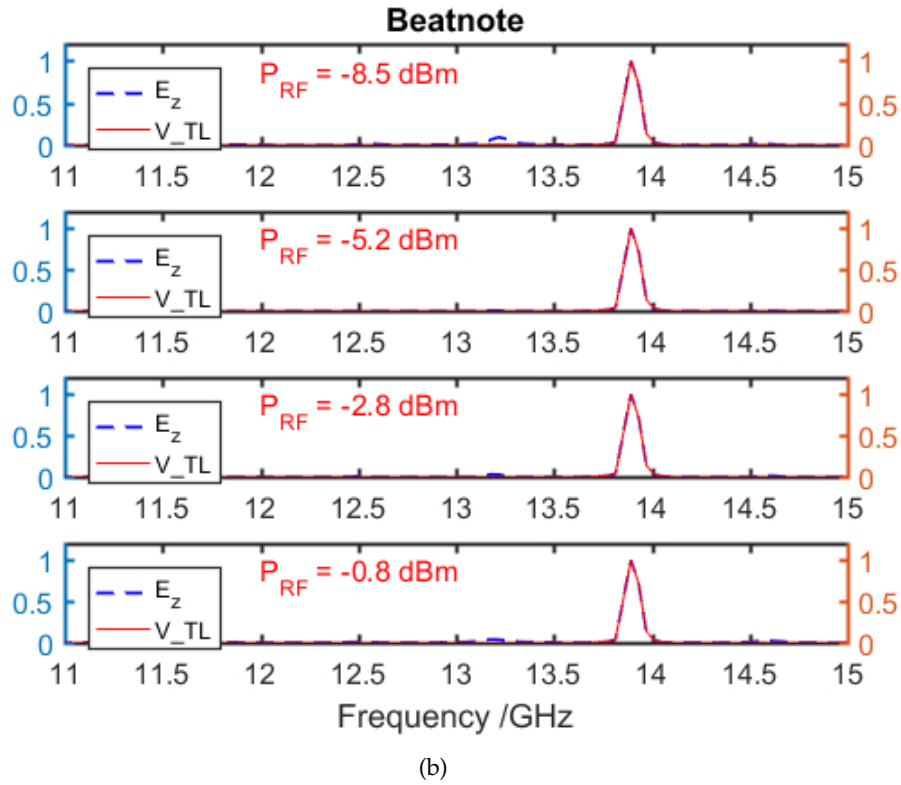 Beatnote
1 0.5 0
E_z
V_TL
P_RF = -8.5 dBm
1 0.5 0
11 11.5 12 12.5 13 13.5 14 14.5 15
1 0.5 0
E_z
V_TL
P_RF = -5.2 dBm
1 0.5 0
11 11.5 12 12.5 13 13.5 14 14.5 15
1 0.5 0
E_z
V_TL
P_RF = -2.8 dBm
1 0.5 0
11 11.5 12 12.5 13 13.5 14 14.5 15
1 0.5 0
E_z
V_TL
P_RF = -0.8 dBm
1 0.5 0
11 11.5 12 12.5 13 13.5 14 14.5 15
Frequency /GHz
(b)